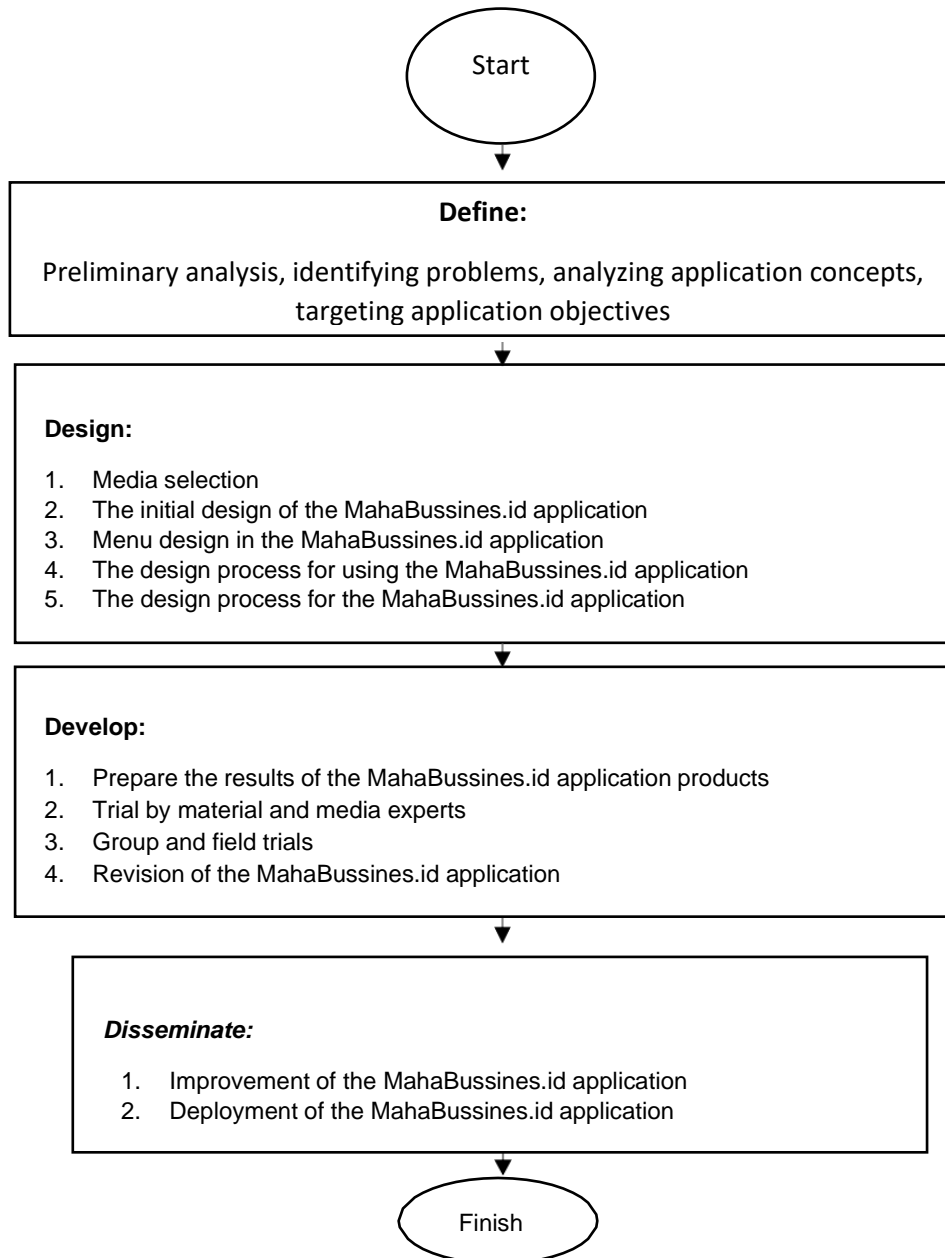 Start
Define:
Preliminary analysis, identifying problems, analyzing application concepts,
targeting application objectives
Design:
1. Media selection
2. The initial design of the MahaBussines.id application
3. Menu design in the MahaBussines.id application
4. The design process for using the MahaBussines.id application
5. The design process for the MahaBussines.id application
Develop:
1. Prepare the results of the MahaBussines.id application products
2. Trial by material and media experts
3. Group and field trials
4. Revision of the MahaBussines.id application
Disseminate:
1. Improvement of the MahaBussines.id application
2. Deployment of the MahaBussines.id application
Finish